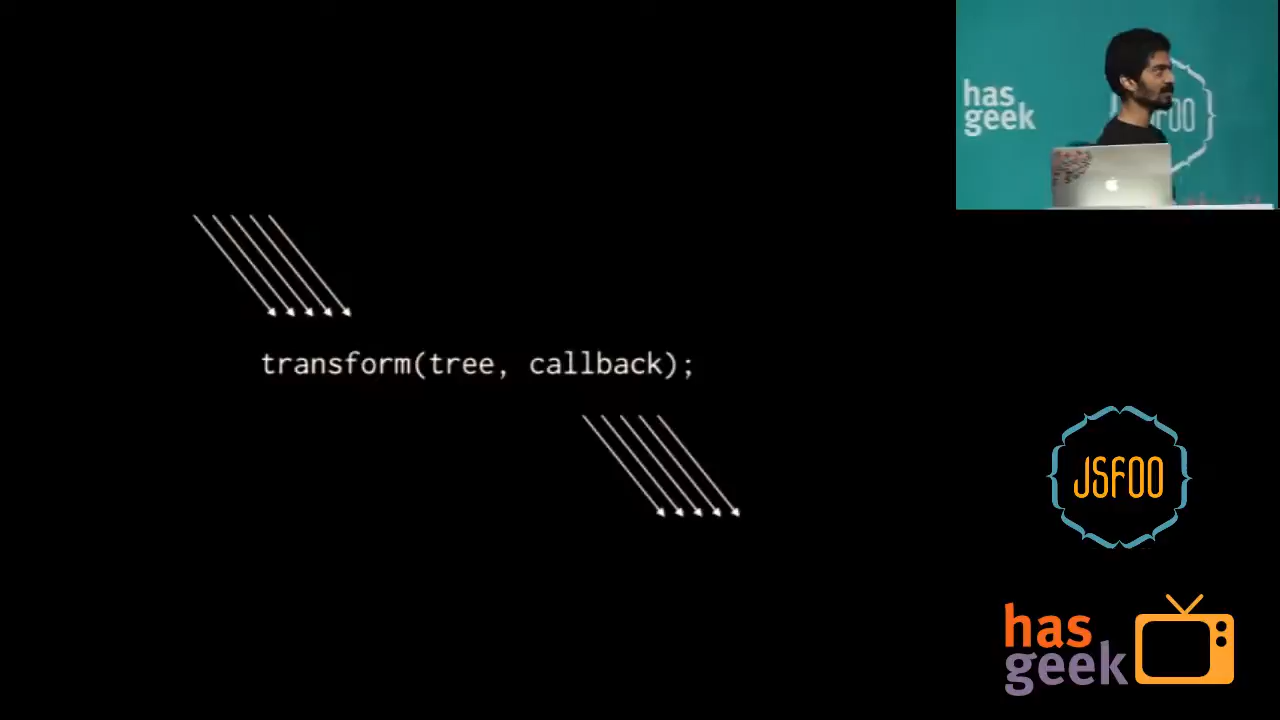 has
geek
transform(tree, callback);
JSFOO
has
geek